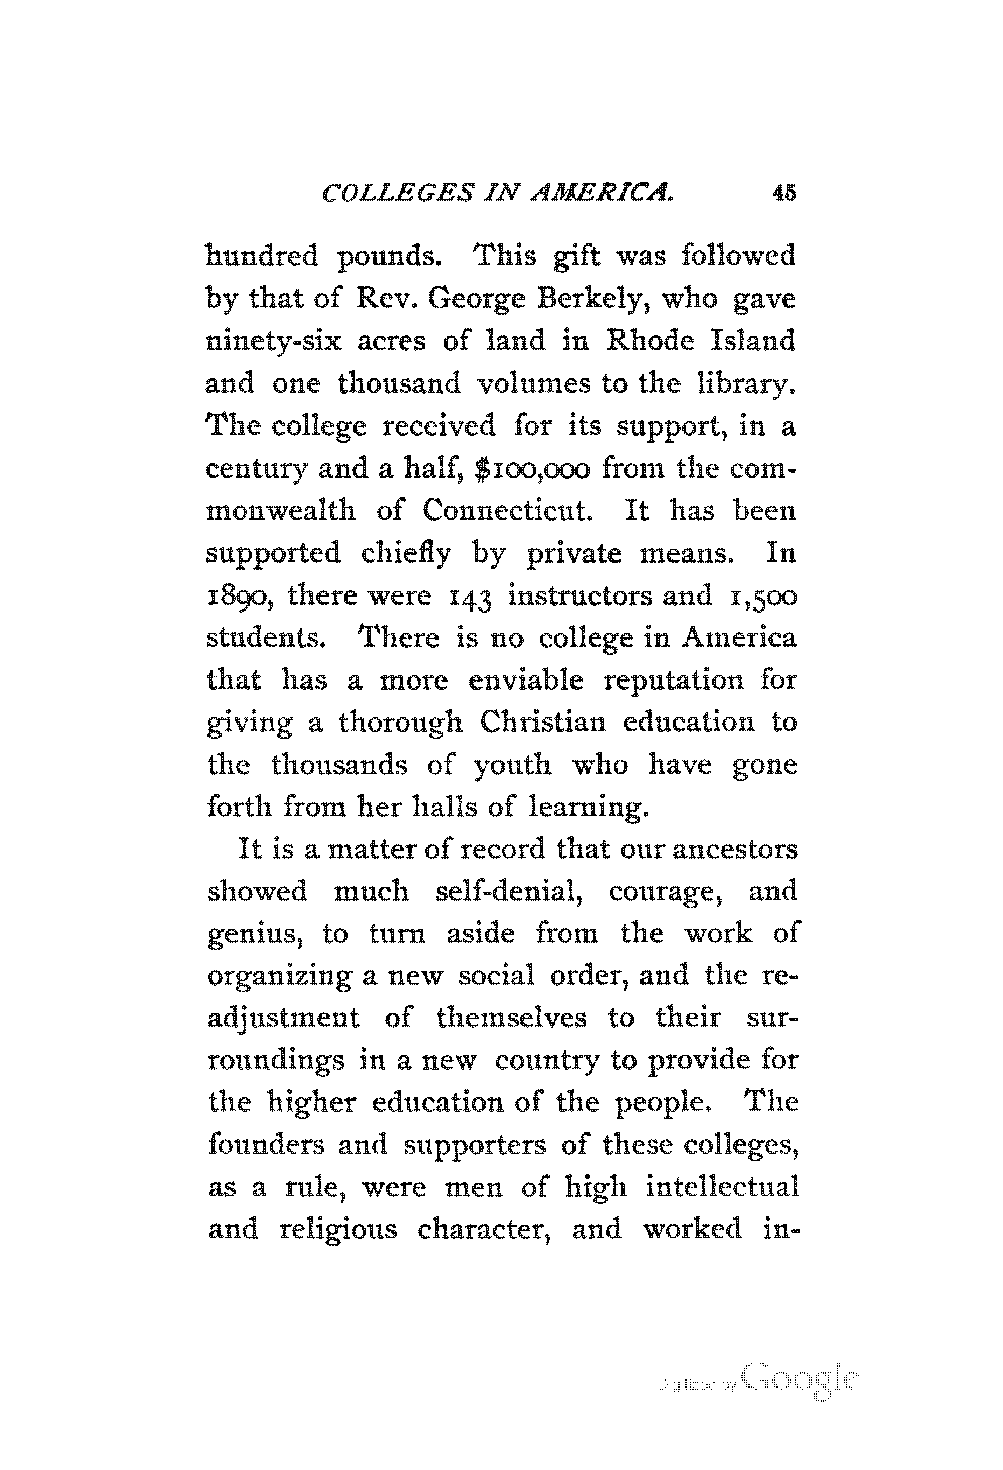 COLLEGES IN AMERICA. 45
hundred pounds. This gift was followed
by that of Rev. George Berkely, who gave
ninety-six acres of land in Rhode Island
and one thousand volumes to the library.
The college received for its support, in a
century and a half, $100,000 from the com-
monwealth of Connecticut. It has been
supported chiefly by private means. In
1890, there were 143 instructors and 1,500
students. There is no college in America
that has a more enviable reputation for
giving a thorough Christian education to
the thousands of youth who have gone
forth from her halls of learning.
It is a matter of record that our ancestors
showed much self-denial, courage, and
genius, to turn aside from the work of
organizing a new social order, and the re-
adjustment of themselves to their sur-
roundings in a new country to provide for
the higher education of the people. The
founders and supporters of these colleges,
as a rule, were men of high intellectual
and religious character, and worked in-
Digitized by Google